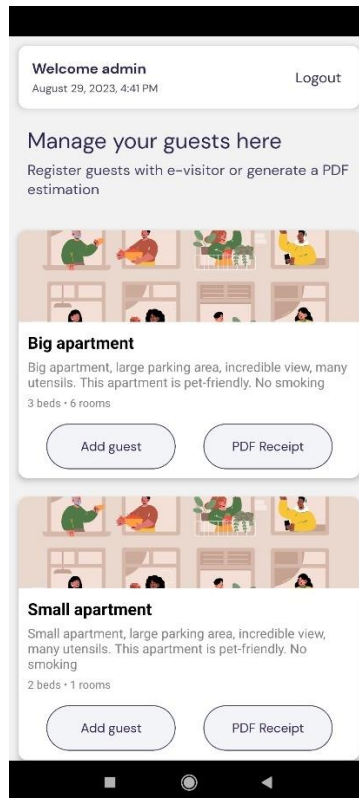 Welcome admin
August 29, 2023, 4:41 PM
Logout
Manage your guests here
Register guests with e-visitor or generate a PDF
estimation
Big apartment
Big apartment, large parking area, incredible view, many
utensils. This apartment is pet-friendly. No smoking
3 beds • 6 rooms
Add guest
PDF Receipt
Small apartment
Small apartment, large parking area, incredible view,
many utensils. This apartment is pet-friendly. No
smoking
2 beds • 1 rooms
Add guest
PDF Receipt